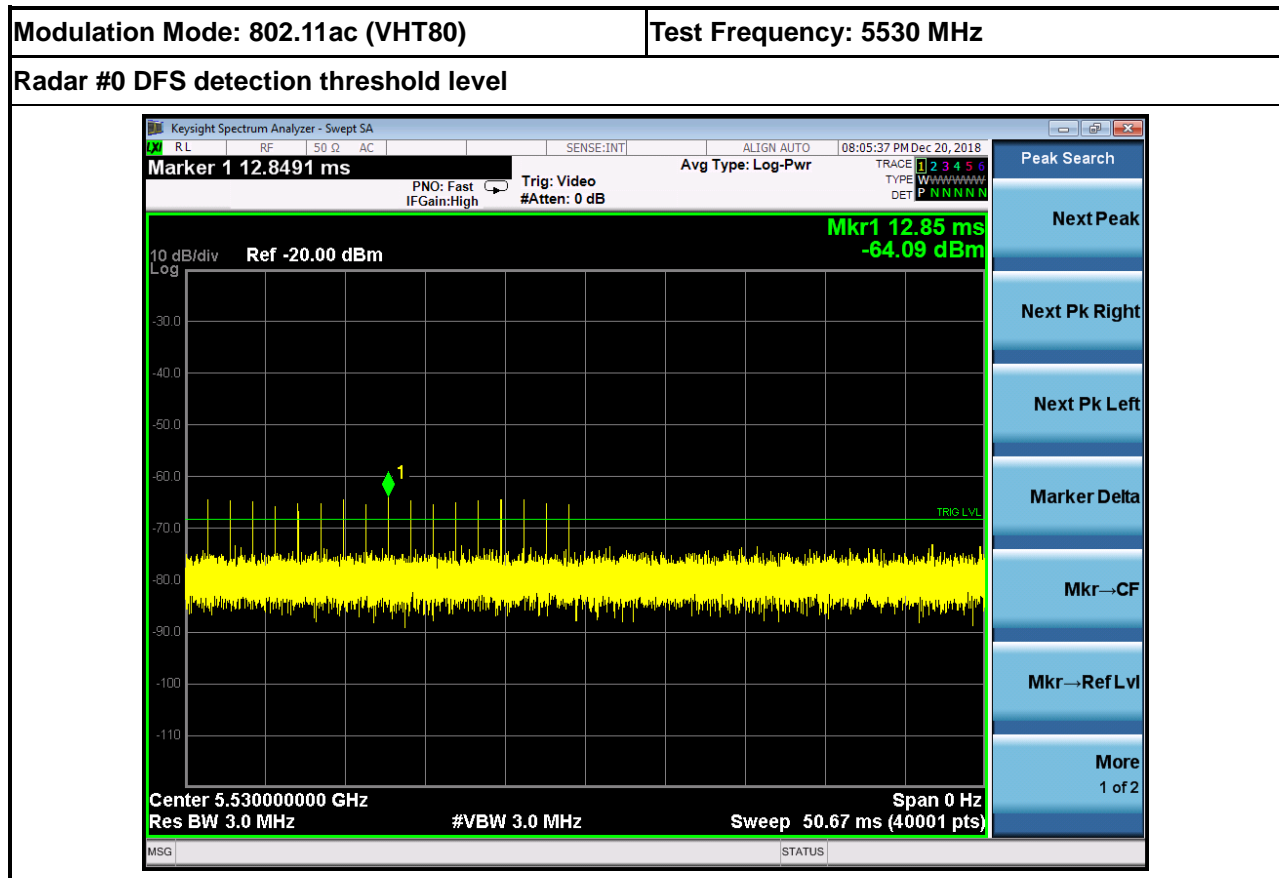 Modulation Mode: 802.11ac (VHT80) Test Frequency: 5530 MHz
Radar #0 DFS detection threshold level
Keysight Spectrum Analyzer - Swept SA
LXI RL RF 50 Ω AC SENSE:INT ALIGN AUTO 08:05:37 PM Dec 20, 2018
Marker 1 12.8491 ms
PNO: Fast
IFGain:High
Trig: Video
#Atten: 0 dB
Avg Type: Log-Pwr
TRACE 1 2 3 4 5 6
TYPE WWWWWW
DET P N N N N N
Peak Search
Mkr1 12.85 ms
-64.09 dBm
10 dB/div Ref -20.00 dBm
Log
-30.0
-40.0
-50.0
-60.0
-70.0
-80.0
-90.0
-100
-110
1
TRIG LVL
Center 5.530000000 GHz Span 0 Hz
Res BW 3.0 MHz #VBW 3.0 MHz Sweep 50.67 ms (40001 pts)
MSG STATUS
Next Peak
Next Pk Right
Next Pk Left
Marker Delta
Mkr→CF
Mkr→Ref Lvl
More
1 of 2